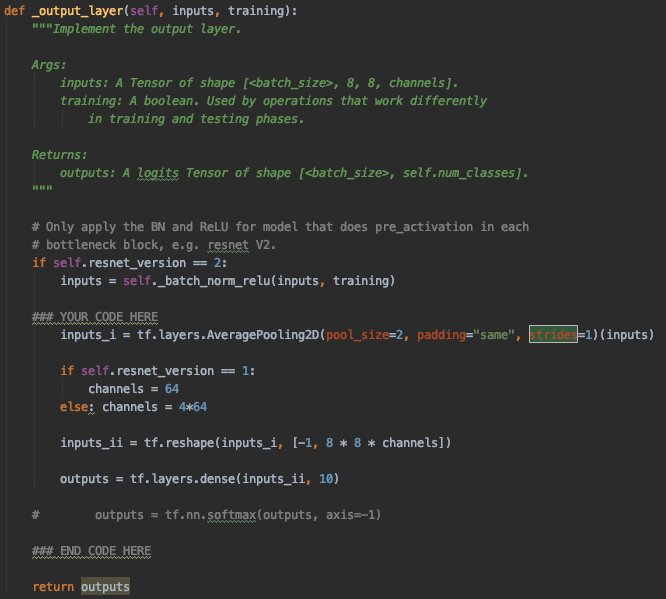 def _output_layer(self, inputs, training):
    """Implement the output layer.

    Args:
        inputs: A Tensor of shape [<batch_size>, 8, 8, channels].
        training: A boolean. Used by operations that work differently
            in training and testing phases.

    Returns:
        outputs: A logits Tensor of shape [<batch_size>, self.num_classes].
    """

    # Only apply the BN and ReLU for model that does pre_activation in each
    # bottleneck block, e.g. resnet V2.
    if self.resnet_version == 2:
        inputs = self._batch_norm_relu(inputs, training)

    ### YOUR CODE HERE
        inputs_i = tf.layers.AveragePooling2D(pool_size=2, padding="same", strides=1)(inputs)

        if self.resnet_version == 1:
            channels = 64
        else: channels = 4*64

        inputs_ii = tf.reshape(inputs_i, [-1, 8 * 8 * channels])

        outputs = tf.layers.dense(inputs_ii, 10)

    #       outputs = tf.nn.softmax(outputs, axis=-1)

    ### END CODE HERE

    return outputs